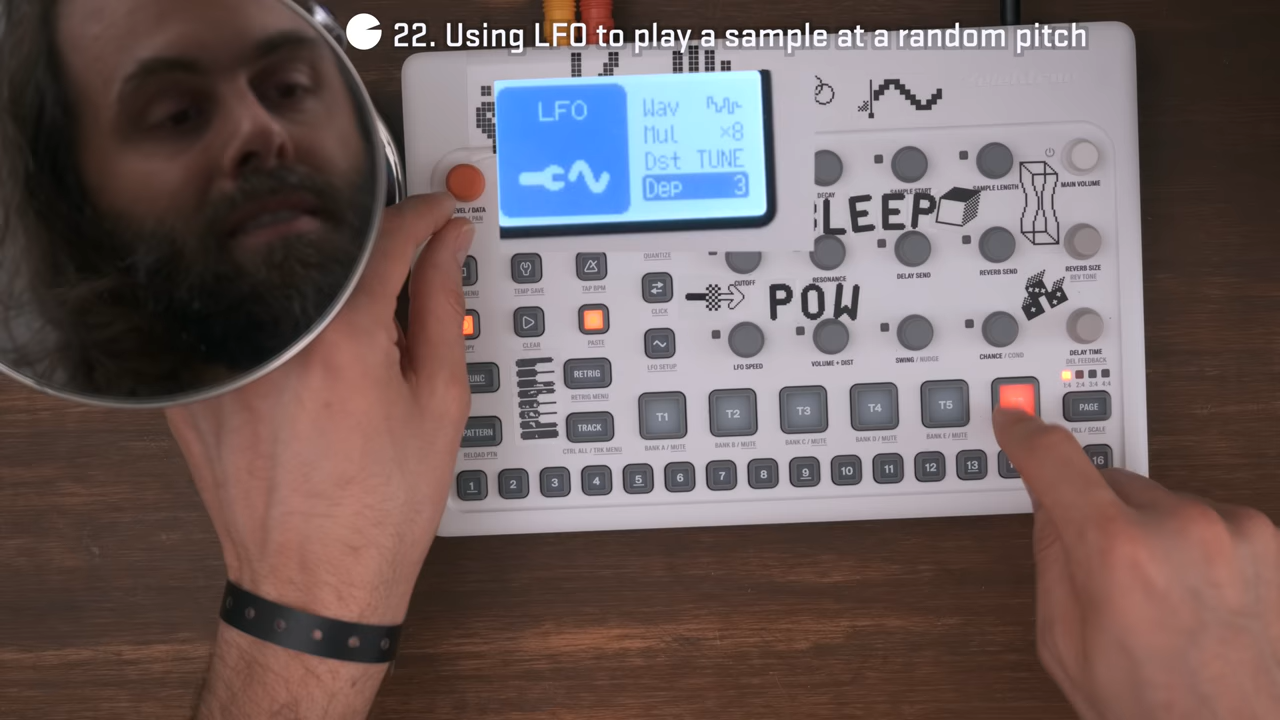 22. Using LFO to play a sample at a random pitch
LFO
Wav
Mul ×8
Dst TUNE
Dep 3
LEVEL / DATA
DECAY
SAMPLE START
SAMPLE LENGTH
MAIN VOLUME
SLEEP
QUANTIZE
CUTOFF
RESONANCE
DELAY SEND
REVERB SEND
REVERB SIZE
REV TONE
MENU
TEMP SAVE
TAP BPM
CLICK
POW
CLEAR
PASTE
LFO SETUP
LFO SPEED
VOLUME + DIST
SWING / NUDGE
CHANCE / COND
DELAY TIME
DEL FEEDBACK
1:4 2:4 3:4 4:4
FUNC
RETRIG
RETRIG MENU
T1 T2 T3 T4 T5
PAGE
FILL / SCALE
PATTERN
RELOAD PTN
TRACK
CTRL ALL / TRK MENU
BANK A / MUTE
BANK B / MUTE
BANK C / MUTE
BANK D / MUTE
BANK E / MUTE
1 2 3 4 5 6 7 8 9 10 11 12 13 16